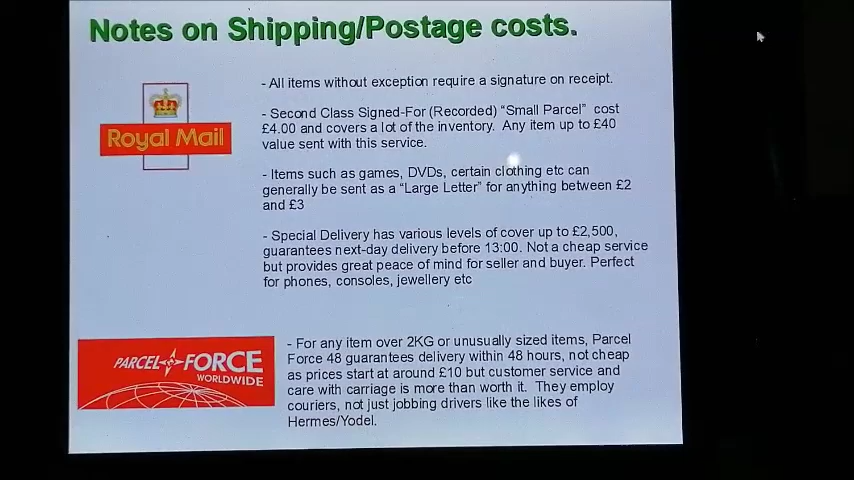 Notes on Shipping/Postage costs.
Royal Mail
- All items without exception require a signature on receipt.
- Second Class Signed-For (Recorded) “Small Parcel” cost
£4.00 and covers a lot of the inventory. Any item up to £40
value sent with this service.
- Items such as games, DVDs, certain clothing etc can
generally be sent as a “Large Letter” for anything between £2
and £3
- Special Delivery has various levels of cover up to £2,500,
guarantees next-day delivery before 13:00. Not a cheap service
but provides great peace of mind for seller and buyer. Perfect
for phones, consoles, jewellery etc
PARCEL FORCE
WORLDWIDE
- For any item over 2KG or unusually sized items, Parcel
Force 48 guarantees delivery within 48 hours, not cheap
as prices start at around £10 but customer service and
care with carriage is more than worth it. They employ
couriers, not just jobbing drivers like the likes of
Hermes/Yodel.